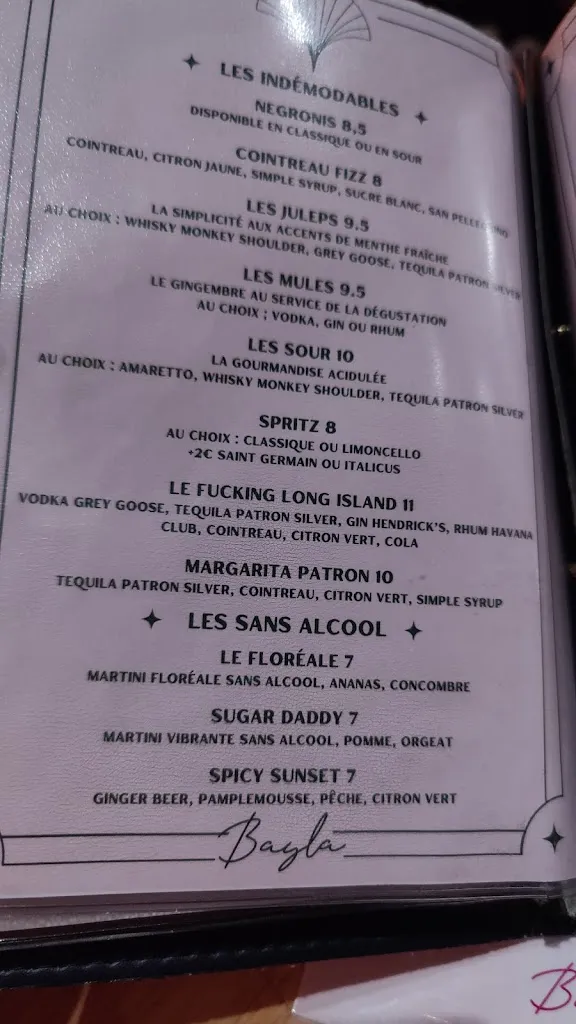 LES INDÉMODABLES
NEGRONIS 8,5
DISPONIBLE EN CLASSIQUE OU EN SOUR
COINTREAU FIZZ 8
COINTREAU, CITRON JAUNE, SIMPLE SYRUP, SUCRE BLANC, SAN PELLEGRINO
LES JULEPS 9.5
LA SIMPLICITÉ AUX ACCENTS DE MENTHE FRAÎCHE
AU CHOIX : WHISKY MONKEY SHOULDER, GREY GOOSE, TEQUILA PATRON SILVER
LES MULES 9.5
LE GINGEMBRE AU SERVICE DE LA DÉGUSTATION
AU CHOIX ; VODKA, GIN OU RHUM
LES SOUR 10
LA GOURMANDISE ACIDULÉE
AU CHOIX : AMARETTO, WHISKY MONKEY SHOULDER, TEQUILA PATRON SILVER
SPRITZ 8
AU CHOIX : CLASSIQUE OU LIMONCELLO
+2€ SAINT GERMAIN OU ITALICUS
LE FUCKING LONG ISLAND 11
VODKA GREY GOOSE, TEQUILA PATRON SILVER, GIN HENDRICK'S, RHUM HAVANA
CLUB, COINTREAU, CITRON VERT, COLA
MARGARITA PATRON 10
TEQUILA PATRON SILVER, COINTREAU, CITRON VERT, SIMPLE SYRUP
LES SANS ALCOOL
LE FLORÉALE 7
MARTINI FLORÉALE SANS ALCOOL, ANANAS, CONCOMBRE
SUGAR DADDY 7
MARTINI VIBRANTE SANS ALCOOL, POMME, ORGEAT
SPICY SUNSET 7
GINGER BEER, PAMPLEMOUSSE, PÊCHE, CITRON VERT
Bayla